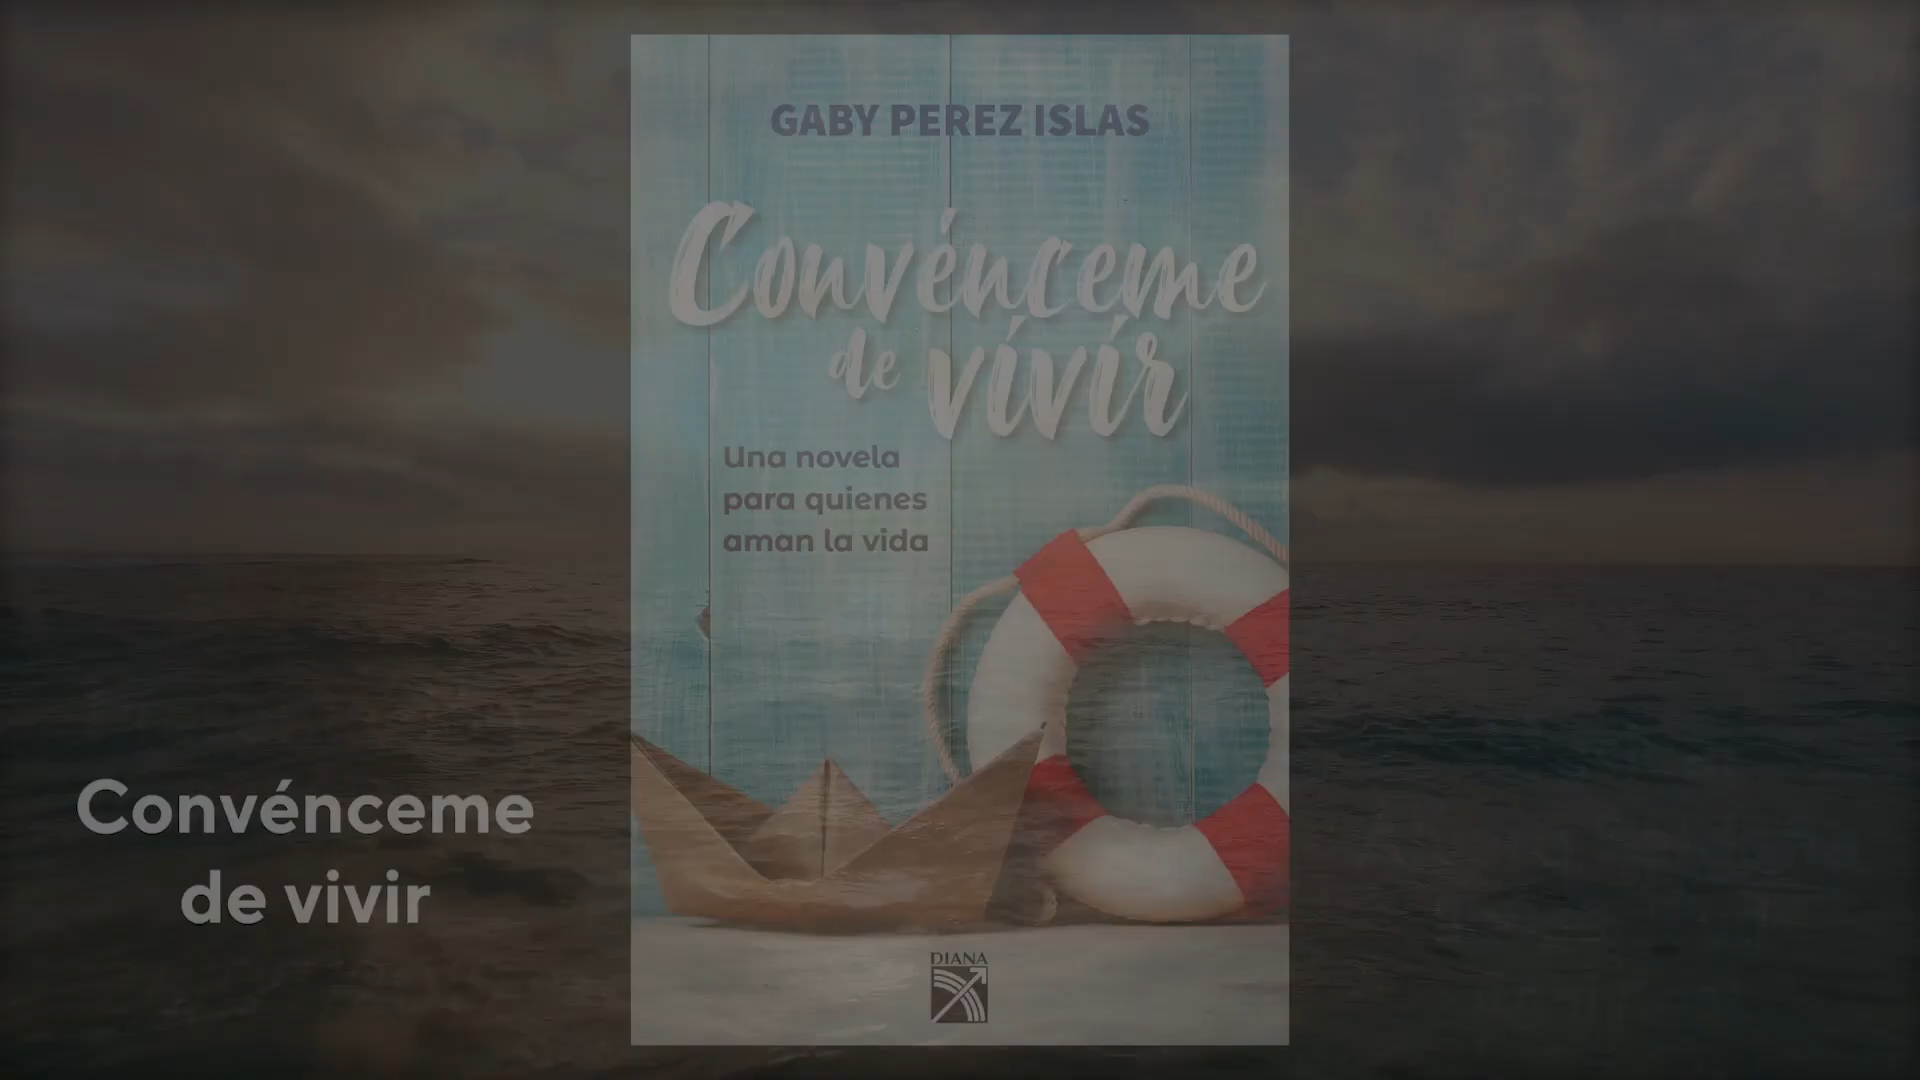 GABY PEREZ ISLAS
Convénceme
de vivir
Una novela
para quienes
aman la vida
Convénceme
de vivir
DIANA